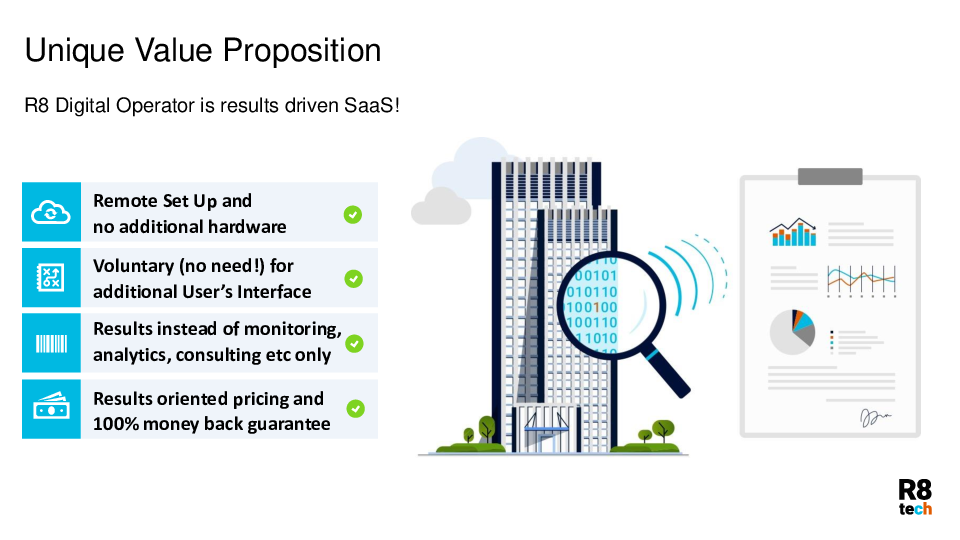 Unique Value Proposition
R8 Digital Operator is results driven SaaS!
Remote Set Up and
no additional hardware
Voluntary (no need!) for
additional User's Interface
Results instead of monitoring,
analytics, consulting etc only
Results oriented pricing and
100% money back guarantee
110
00101
010110
0100100
100110
11010
R8
tech